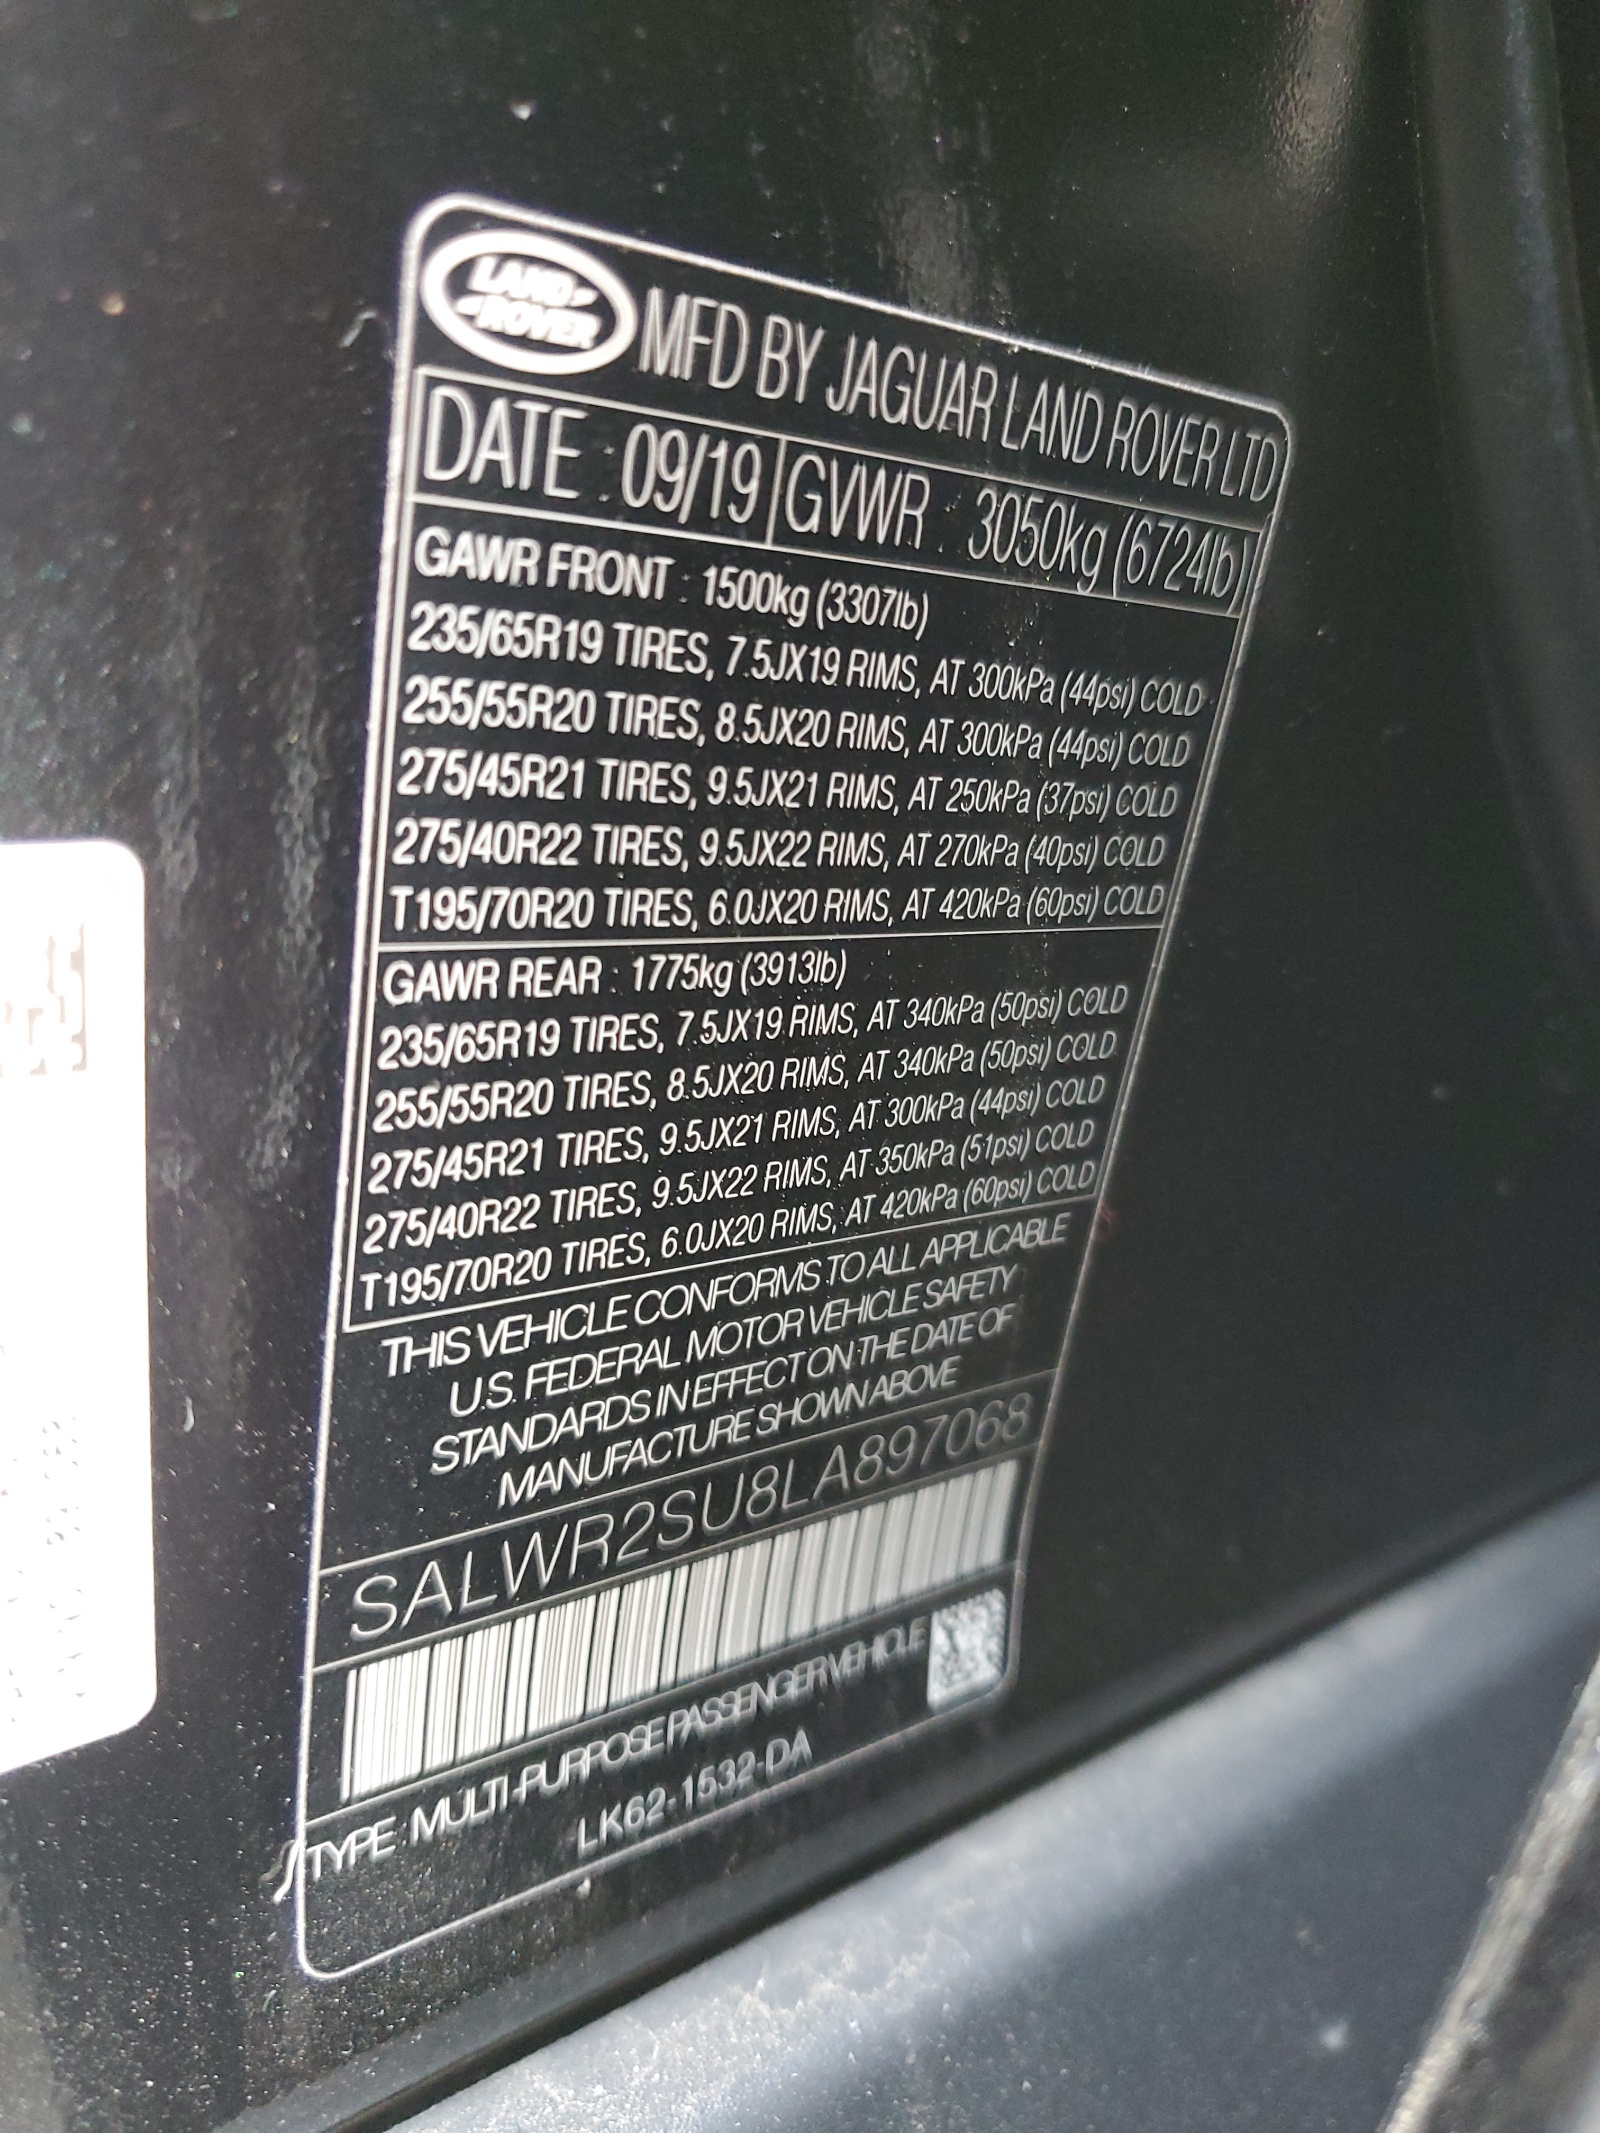 LAND
ROVER
MFD BY JAGUAR LAND ROVER LTD
DATE : 09/19 GVWR : 3050kg (6724lb)
GAWR FRONT : 1500kg (3307lb)
235/65R19 TIRES, 7.5JX19 RIMS, AT 300kPa (44psi) COLD
255/55R20 TIRES, 8.5JX20 RIMS, AT 300kPa (44psi) COLD
275/45R21 TIRES, 9.5JX21 RIMS, AT 250kPa (37psi) COLD
275/40R22 TIRES, 9.5JX22 RIMS, AT 270kPa (40psi) COLD
T195/70R20 TIRES, 6.0JX20 RIMS, AT 420kPa (60psi) COLD
GAWR REAR : 1775kg (3913lb)
235/65R19 TIRES, 7.5JX19 RIMS, AT 340kPa (50psi) COLD
255/55R20 TIRES, 8.5JX20 RIMS, AT 340kPa (50psi) COLD
275/45R21 TIRES, 9.5JX21 RIMS, AT 300kPa (44psi) COLD
275/40R22 TIRES, 9.5JX22 RIMS, AT 350kPa (51psi) COLD
T195/70R20 TIRES, 6.0JX20 RIMS, AT 420kPa (60psi) COLD
THIS VEHICLE CONFORMS TO ALL APPLICABLE
U.S. FEDERAL MOTOR VEHICLE SAFETY
STANDARDS IN EFFECT ON THE DATE OF
MANUFACTURE SHOWN ABOVE
SALWR2SU8LA897068
TYPE : MULTI-PURPOSE PASSENGER VEHICLE
LK62-1532-DA